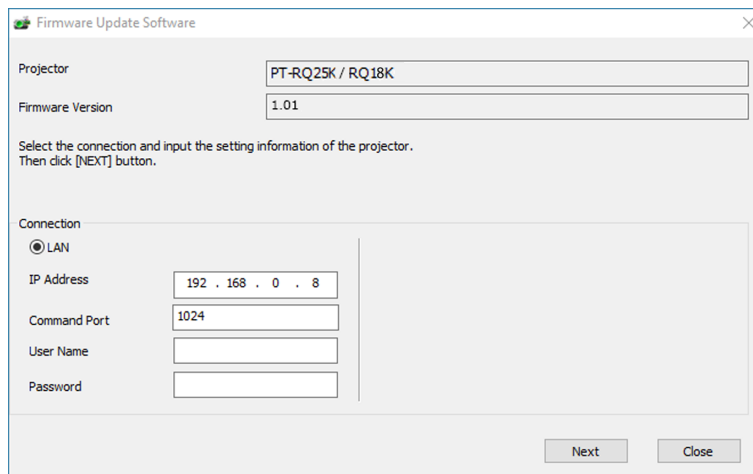 Firmware Update Software
Projector PT-RQ25K / RQ18K
Firmware Version 1.01
Select the connection and input the setting information of the projector.
Then click [NEXT] button.
Connection
LAN
IP Address 192 . 168 . 0 . 8
Command Port 1024
User Name
Password
Next Close